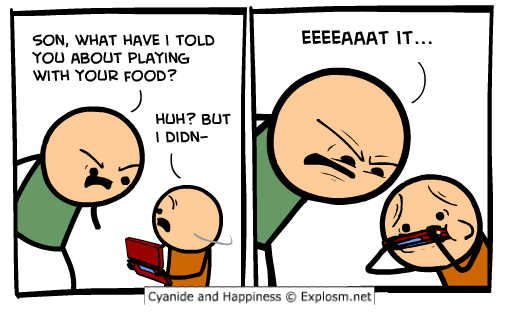 SON, WHAT HAVE I TOLD
YOU ABOUT PLAYING
WITH YOUR FOOD?
HUH? BUT
I DIDN-
EEEEAAAT IT...
Cyanide and Happiness © Explosm.net